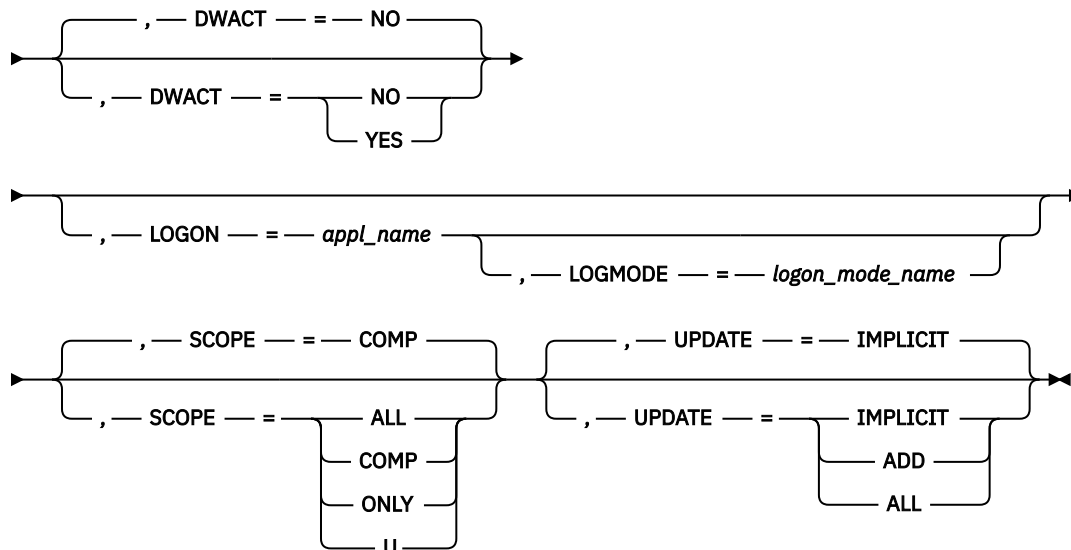 , DWACT = NO
, DWACT = NO
YES
, LOGON = appl_name
, LOGMODE = logon_mode_name
, SCOPE = COMP , UPDATE = IMPLICIT
, SCOPE = ALL , UPDATE = IMPLICIT
COMP ADD
ONLY ALL